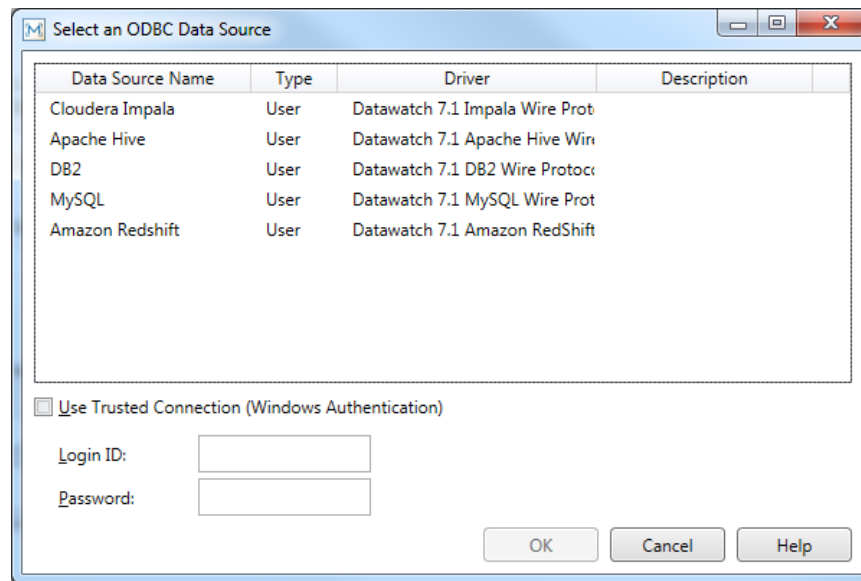 Select an ODBC Data Source
Data Source Name Type Driver Description
Cloudera Impala User Datawatch 7.1 Impala Wire Prot
Apache Hive User Datawatch 7.1 Apache Hive Wir
DB2 User Datawatch 7.1 DB2 Wire Protoc
MySQL User Datawatch 7.1 MySQL Wire Prot
Amazon Redshift User Datawatch 7.1 Amazon RedShift
Use Trusted Connection (Windows Authentication)
Login ID:
Password:
OK Cancel Help